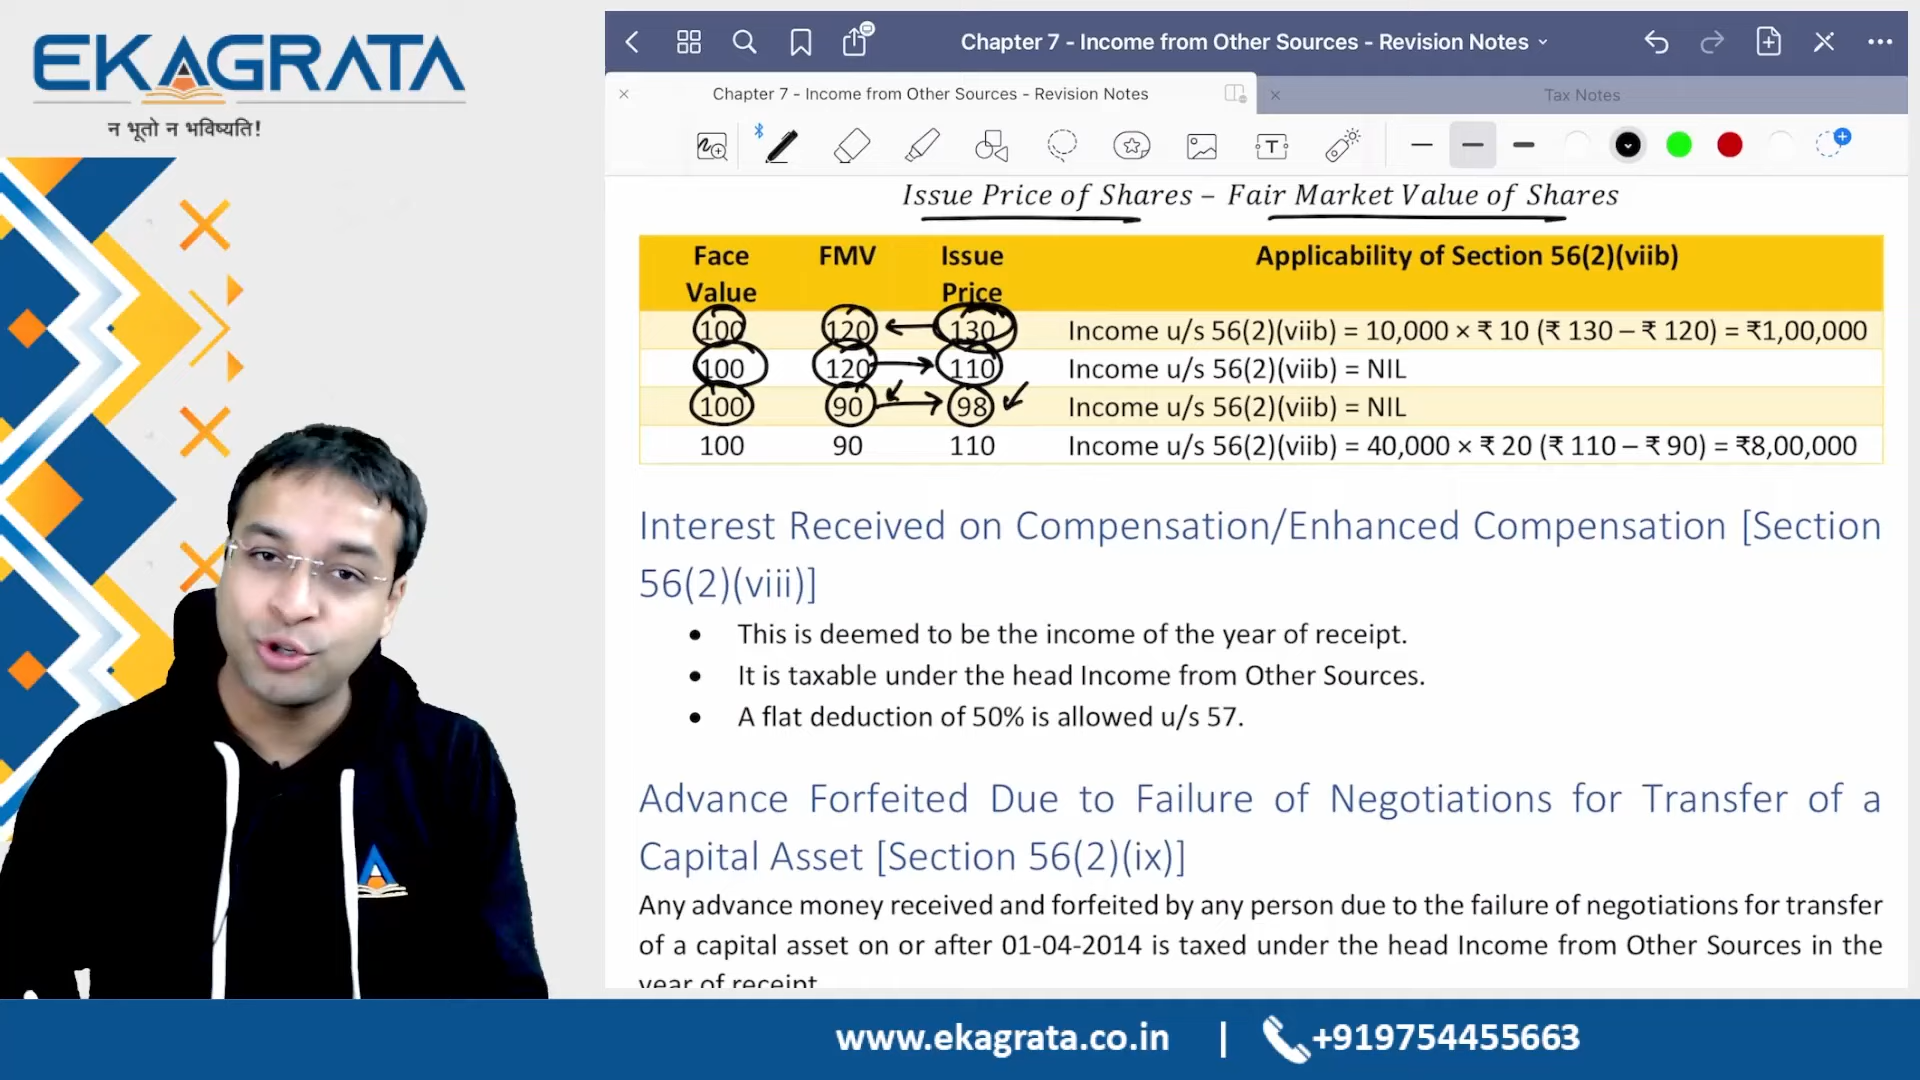 EKAGRATA
न भूतो न भविष्यति!
Chapter 7 - Income from Other Sources - Revision Notes
Chapter 7 - Income from Other Sources - Revision Notes
Tax Notes
Issue Price of Shares – Fair Market Value of Shares
Face Value FMV Issue Price Applicability of Section 56(2)(viib)
100 120 130 Income u/s 56(2)(viib) = 10,000 × ₹ 10 (₹ 130 – ₹ 120) = ₹1,00,000
100 120 110 Income u/s 56(2)(viib) = NIL
100 90 98 Income u/s 56(2)(viib) = NIL
100 90 110 Income u/s 56(2)(viib) = 40,000 × ₹ 20 (₹ 110 – ₹ 90) = ₹8,00,000
Interest Received on Compensation/Enhanced Compensation [Section
56(2)(viii)]
• This is deemed to be the income of the year of receipt.
• It is taxable under the head Income from Other Sources.
• A flat deduction of 50% is allowed u/s 57.
Advance Forfeited Due to Failure of Negotiations for Transfer of a
Capital Asset [Section 56(2)(ix)]
Any advance money received and forfeited by any person due to the failure of negotiations for transfer
of a capital asset on or after 01-04-2014 is taxed under the head Income from Other Sources in the
year of receipt
www.ekagrata.co.in | +919754455663